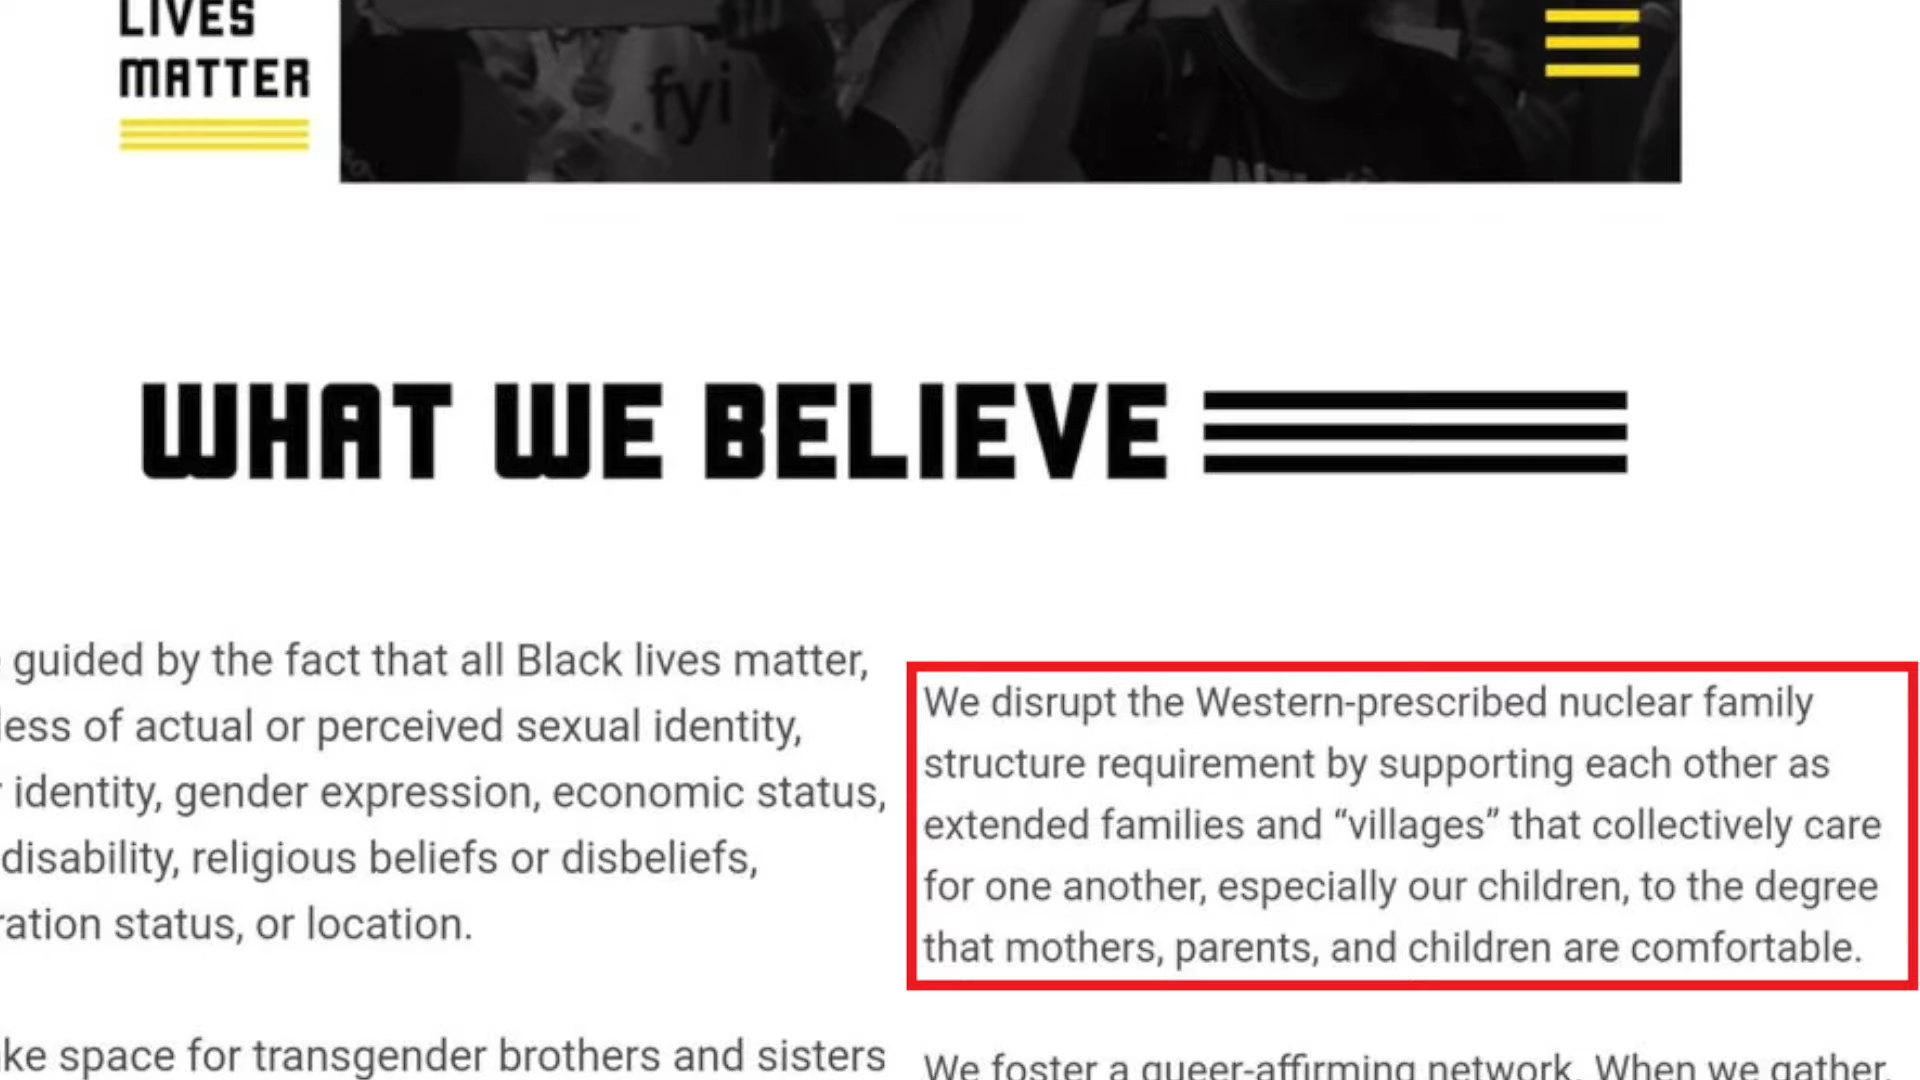 LIVES
MATTER
.fyi
WHAT WE BELIEVE
guided by the fact that all Black lives matter,
less of actual or perceived sexual identity,
identity, gender expression, economic status,
disability, religious beliefs or disbeliefs,
ration status, or location.
ke space for transgender brothers and sisters
We disrupt the Western-prescribed nuclear family
structure requirement by supporting each other as
extended families and “villages” that collectively care
for one another, especially our children, to the degree
that mothers, parents, and children are comfortable.
We foster a queer-affirming network. When we gather,